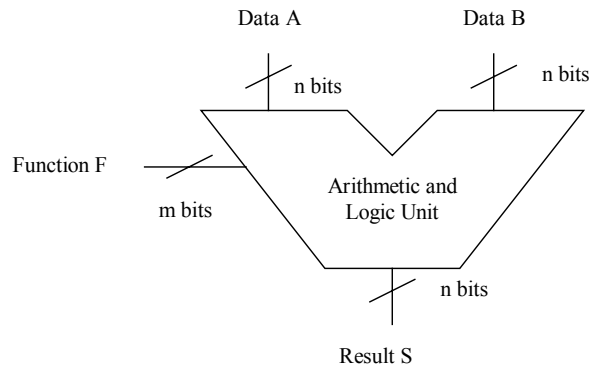 Data A
Data B
n bits
n bits
Function F
m bits
Arithmetic and
Logic Unit
n bits
Result S